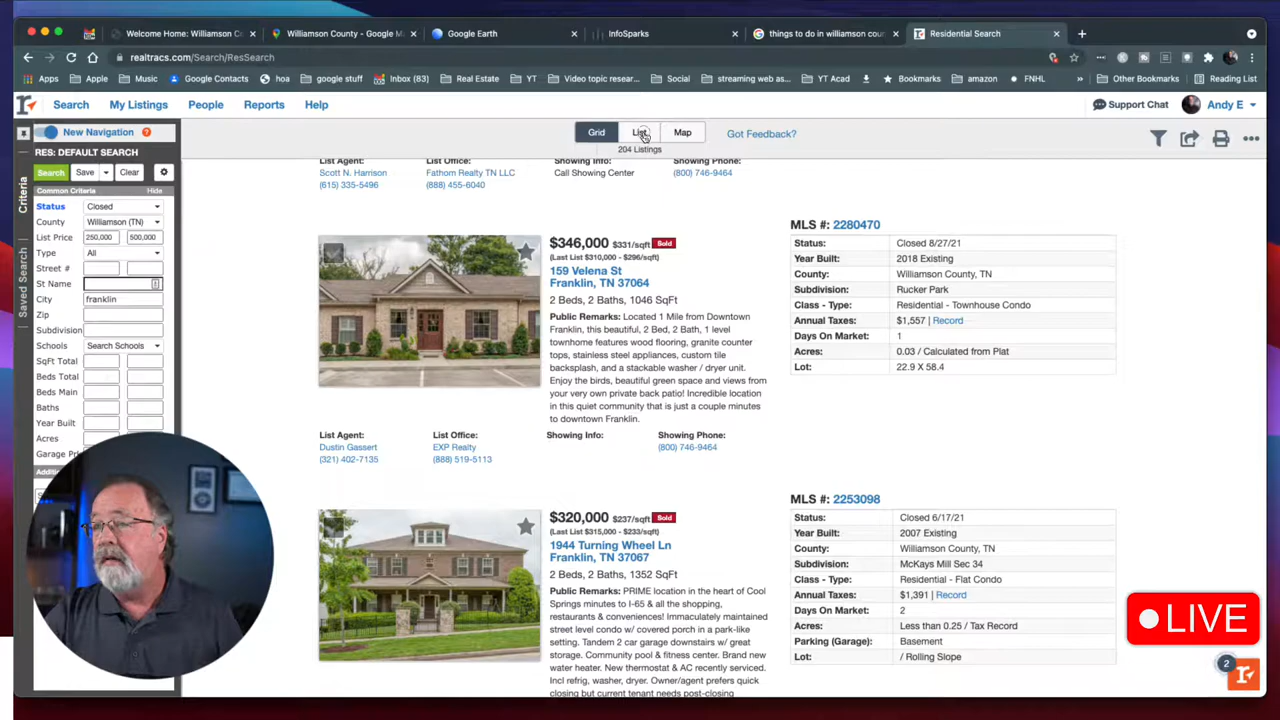 Welcome Home: Williamson C
Williamson County - Google M
Google Earth
InfoSparks
things to do in williamson coun
Residential Search
realtracs.com/Search/ResSearch
Apps
Apple
Music
Google Contacts
hoa
google stuff
Inbox (83)
Real Estate
YT
Video topic resear...
Social
streaming web as...
YT Acad
Shopping
amazon
FNHL
»
Other Bookmarks
Reading List
Search
My Listings
People
Reports
Help
Support Chat
Andy E
New Navigation
Grid
List
Map
Got Feedback?
204 Listings
RES: DEFAULT SEARCH
Search
Save
Clear
Criteria
Saved Search
Common Criteria
Hide
Status
Closed
County
Williamson (TN)
List Price
250,000
500,000
Type
All
Street #
St Name
City
franklin
Zip
Subdivision
Schools
Search Schools
SqFt Total
Beds Total
Beds Main
Baths
Year Built
Acres
Garage
List Agent:
List Office:
Showing Info:
Showing Phone:
Scott N. Harrison
Fathom Realty TN LLC
Call Showing Center
(800) 746-9464
(615) 335-5496
(888) 455-6040
$346,000 $331/sqft Sold
(Last List $310,000 - $296/sqft)
159 Velena St
Franklin, TN 37064
2 Beds, 2 Baths, 1046 SqFt
Public Remarks: Located 1 Mile from Downtown
Franklin, this beautiful, 2 Bed, 2 Bath, 1 level
townhome features wood flooring, granite counter
tops, stainless steel appliances, custom tile
backsplash, and a stackable washer / dryer unit.
Enjoy the birds, beautiful green space and views from
your very own private back patio! Incredible location
in this quiet community that is just a couple minutes
to downtown Franklin.
MLS #: 2280470
Status: Closed 8/27/21
Year Built: 2018 Existing
County: Williamson County, TN
Subdivision: Rucker Park
Class - Type: Residential - Townhouse Condo
Annual Taxes: $1,557 | Record
Days On Market: 1
Acres: 0.03 / Calculated from Plat
Lot: 22.9 X 58.4
List Agent:
List Office:
Showing Info:
Showing Phone:
Dustin Gassert
EXP Realty
(800) 746-9464
(321) 402-7135
(888) 519-5113
$320,000 $237/sqft Sold
(Last List $315,000 - $233/sqft)
1944 Turning Wheel Ln
Franklin, TN 37067
2 Beds, 2 Baths, 1352 SqFt
Public Remarks: PRIME location in the heart of Cool
Springs minutes to I-65 & all the shopping,
restaurants & conveniences! Immaculately maintained
street level condo w/ covered porch in a park-like
setting. Tandem 2 car garage downstairs w/ great
storage. Community pool & fitness center. Brand new
water heater. New thermostat & AC recently serviced.
Incl refrig, washer, dryer. Owner/agent prefers quick
closing but current tenant needs post-closing
MLS #: 2253098
Status: Closed 6/17/21
Year Built: 2007 Existing
County: Williamson County, TN
Subdivision: McKays Mill Sec 34
Class - Type: Residential - Flat Condo
Annual Taxes: $1,391 | Record
Days On Market: 2
Acres: Less than 0.25 / Tax Record
Parking (Garage): Basement
Lot: / Rolling Slope
LIVE
2